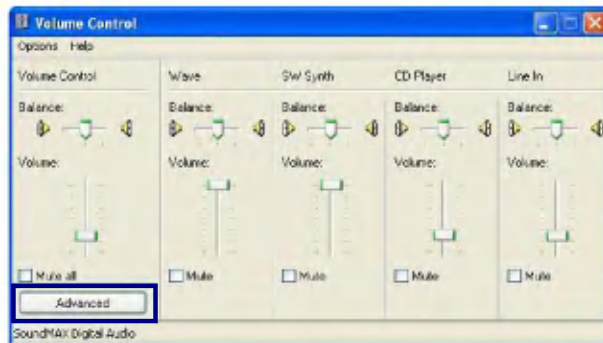 Volume Control
Options Help
Volume Control Wave SW Synth CD Player Line In
Balance: Balance: Balance: Balance: Balance:
Volume: Volume: Volume: Volume: Volume:
Mute all Mute Mute Mute Mute
Advanced
SoundMAX Digital Audio